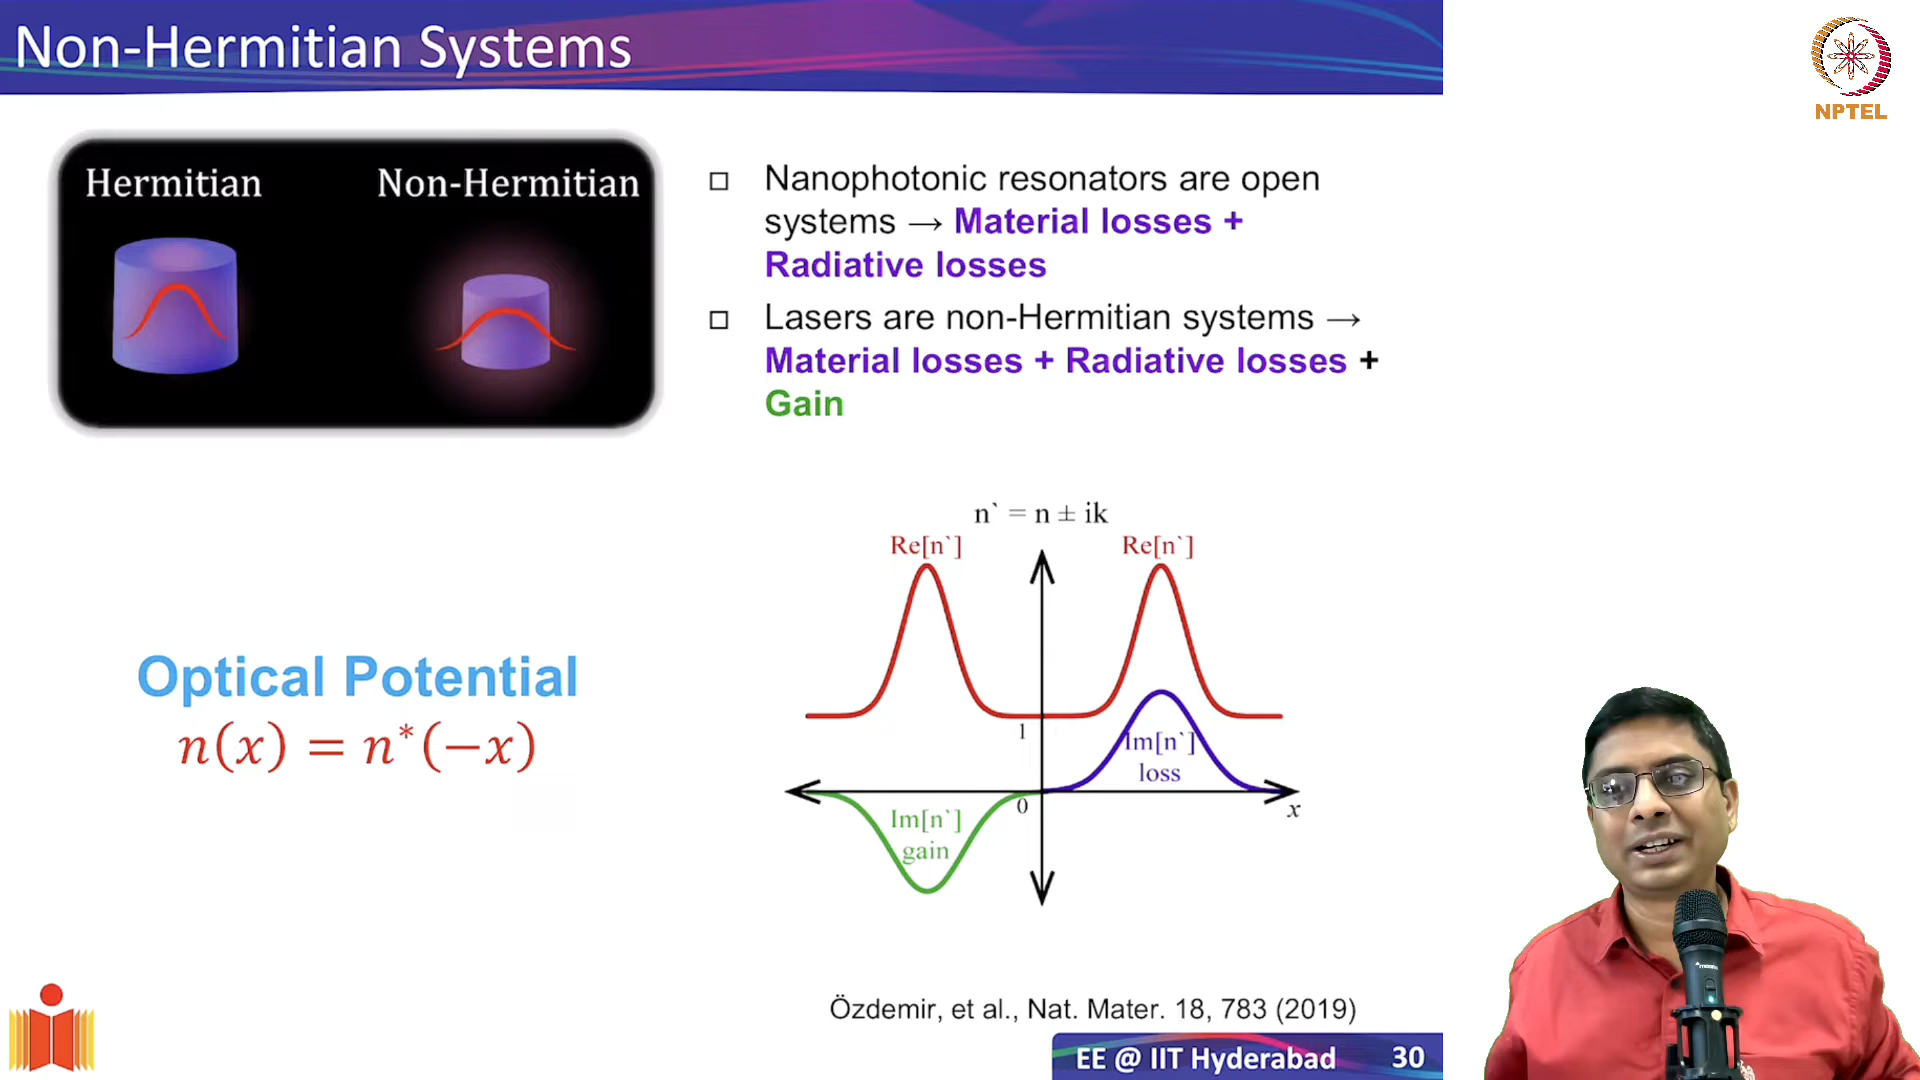 Non-Hermitian Systems
NPTEL
Hermitian
Non-Hermitian
□ Nanophotonic resonators are open
systems → Material losses +
Radiative losses
□ Lasers are non-Hermitian systems →
Material losses + Radiative losses +
Gain
n` = n ± ik
Re[n`]
Re[n`]
1
Im[n`]
loss
0
x
Im[n`]
gain
Optical Potential
n(x) = n*(−x)
Özdemir, et al., Nat. Mater. 18, 783 (2019)
EE @ IIT Hyderabad
30